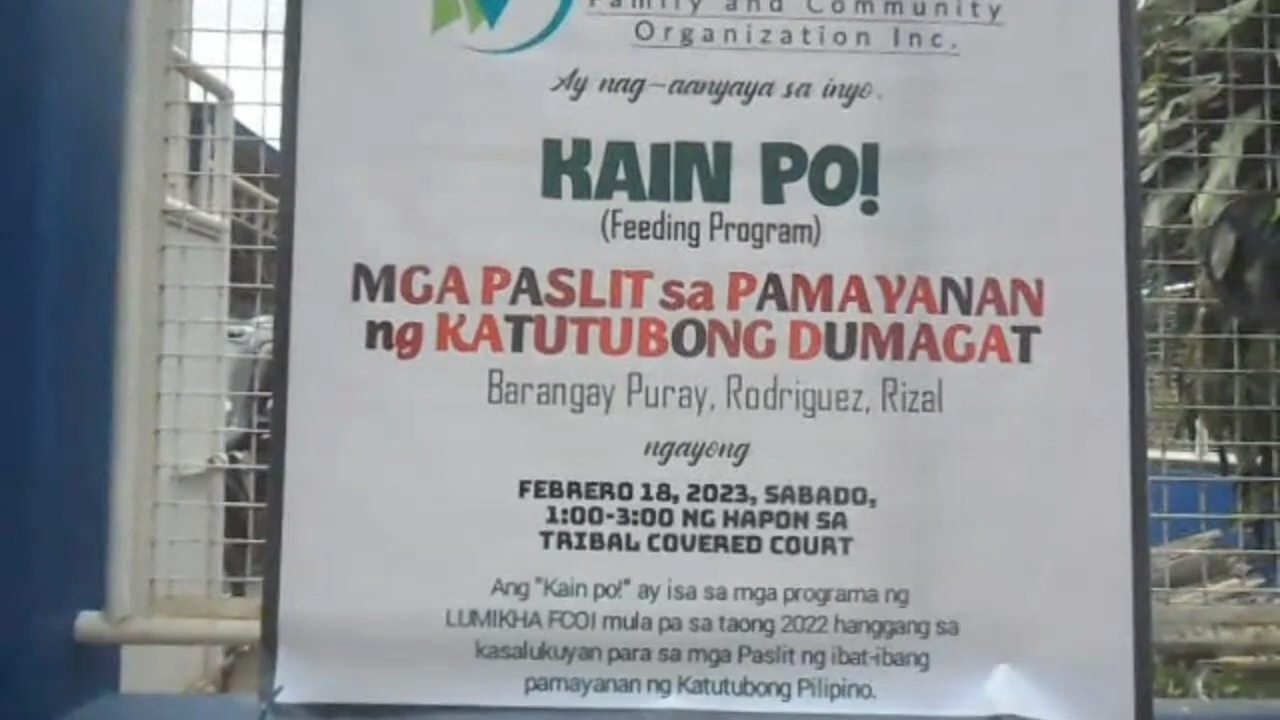 Family and Community
Organization Inc.
Ay nag-aanyaya sa inyo.
KAIN PO!
(Feeding Program)
MGA PASLIT sa PAMAYANAN
ng KATUTUBONG DUMAGAT
Barangay Puray, Rodriguez, Rizal
ngayong
FEBRERO 18, 2023, SABADO,
1:00-3:00 NG HAPON SA
TRIBAL COVERED COURT
Ang "Kain po!" ay isa sa mga programa ng
LUMIKHA FCOI mula pa sa taong 2022 hanggang sa
kasalukuyan para sa mga Paslit ng ibat-ibang
pamayanan ng Katutubong Pilipino.